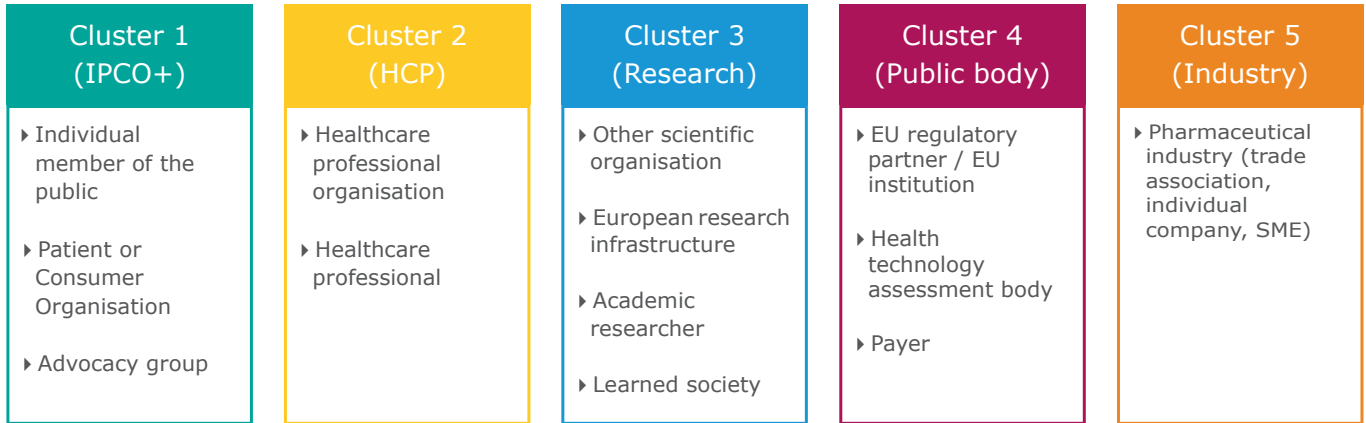 Cluster 1
(IPCO+)
▸ Individual
member of the
public
▸ Patient or
Consumer
Organisation
▸ Advocacy group
Cluster 2
(HCP)
▸ Healthcare
professional
organisation
▸ Healthcare
professional
Cluster 3
(Research)
▸ Other scientific
organisation
▸ European research
infrastructure
▸ Academic
researcher
▸ Learned society
Cluster 4
(Public body)
▸ EU regulatory
partner / EU
institution
▸ Health
technology
assessment body
▸ Payer
Cluster 5
(Industry)
▸ Pharmaceutical
industry (trade
association,
individual
company, SME)